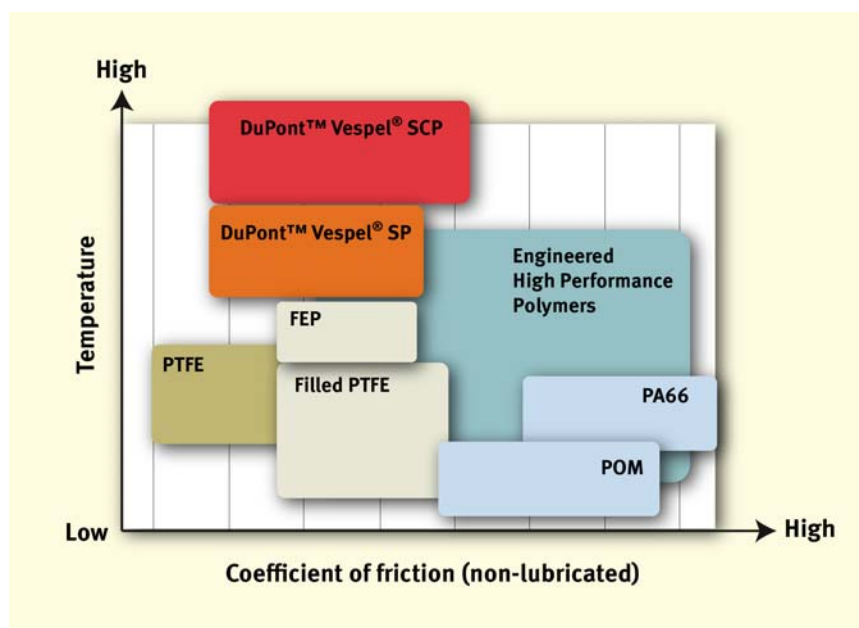 High
DuPont™ Vespel® SCP
DuPont™ Vespel® SP
Engineered
High Performance
Polymers
FEP
PTFE
Filled PTFE
PA66
POM
Temperature
Low
High
Coefficient of friction (non-lubricated)